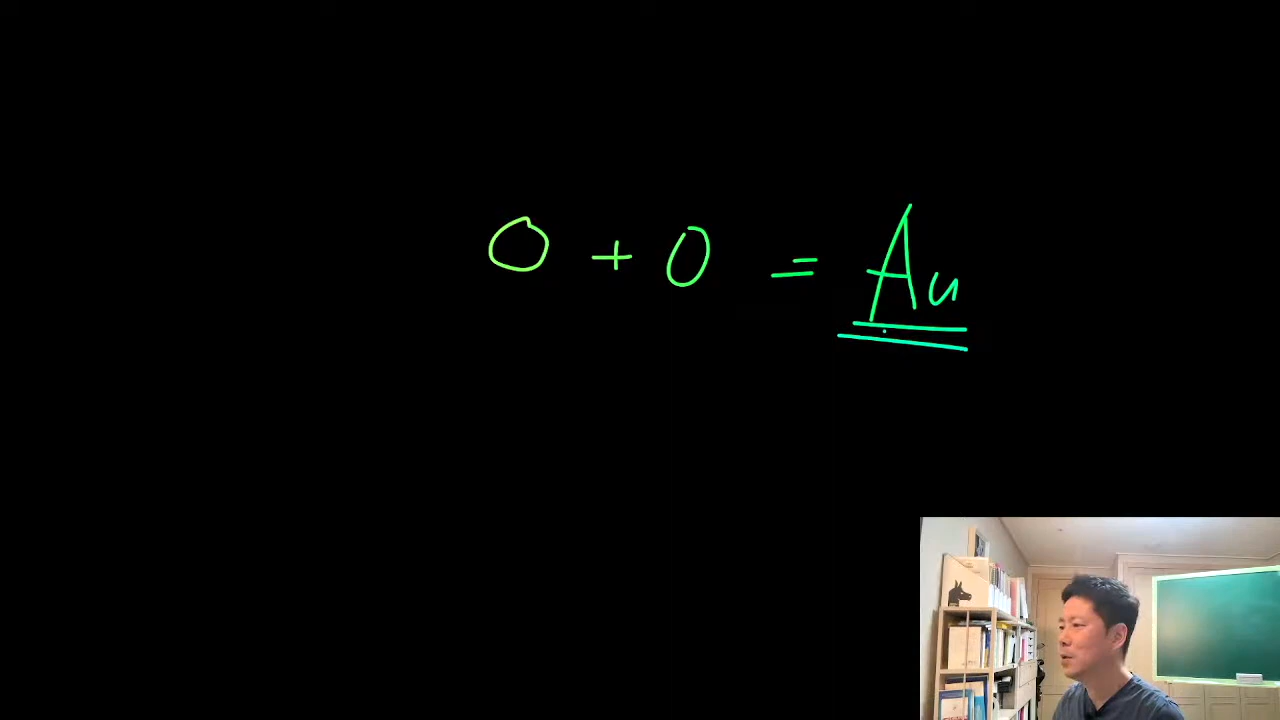 O + O = Au